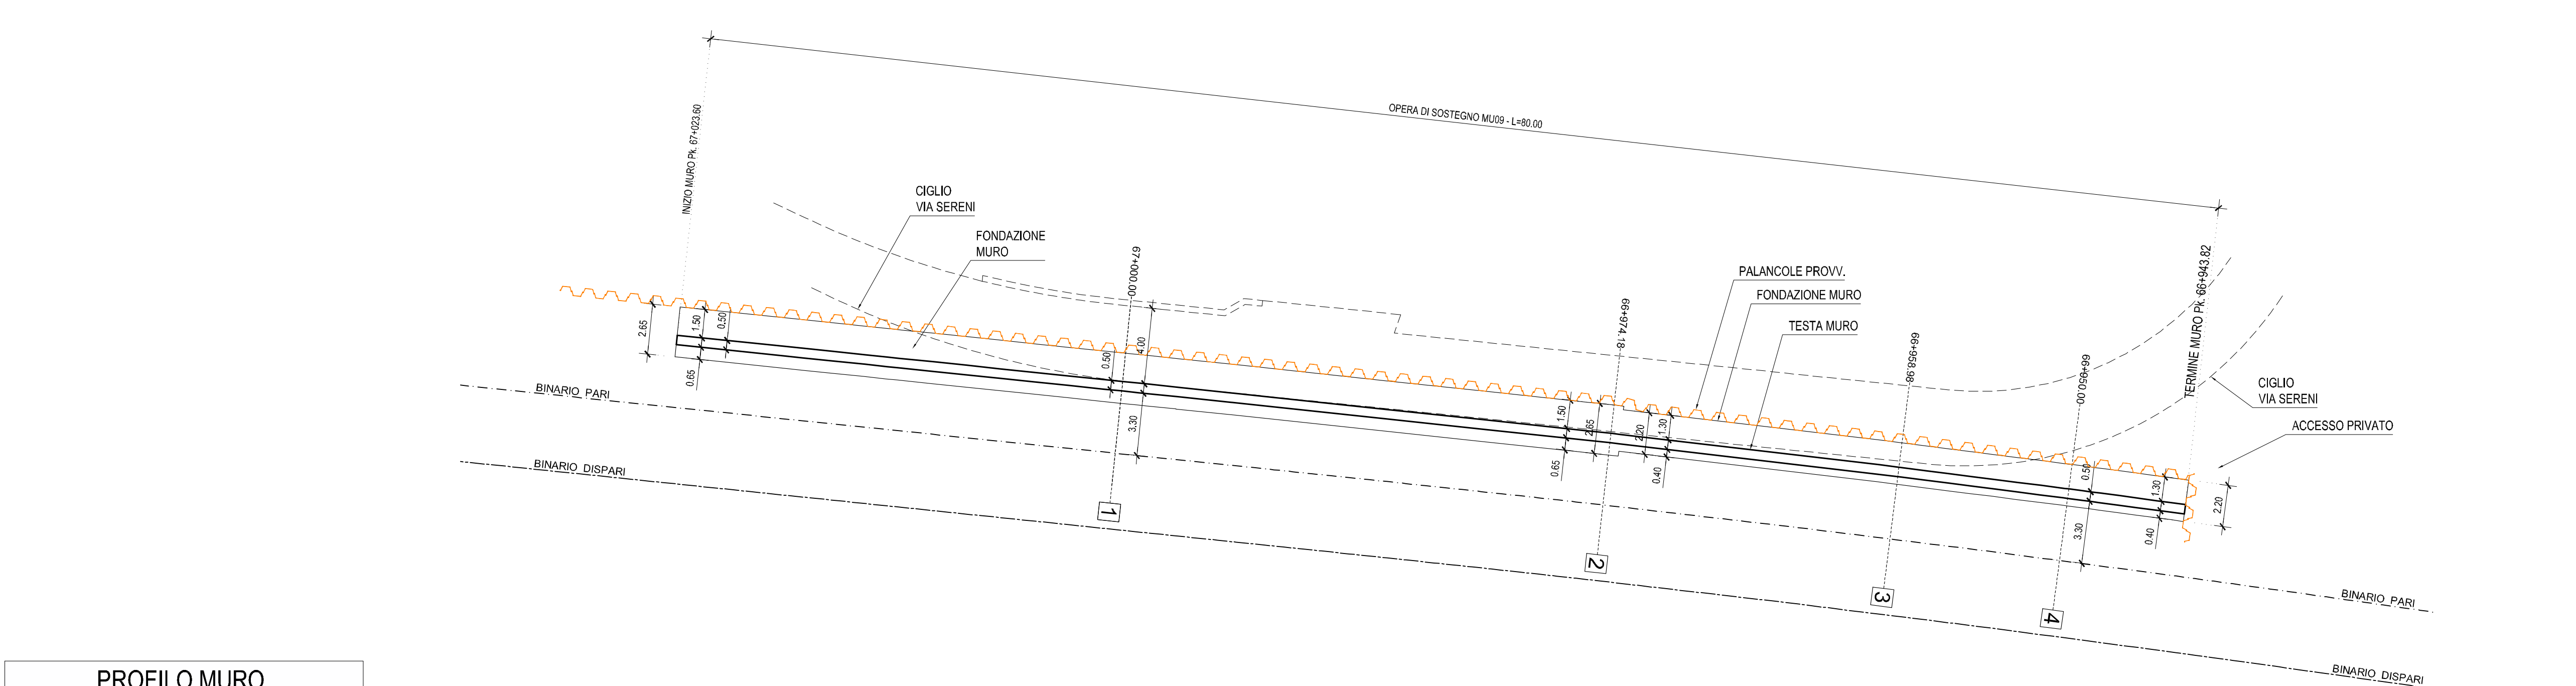 OPERA DI SOSTEGNO MU09 - L=80.00
INIZIO MURO Pk. 67+023.60
CIGLIO
VIA SERENI
FONDAZIONE
MURO
67+000.00
PALANCOLE PROVV.
FONDAZIONE MURO
TESTA MURO
66+974.18
66+958.98
66+950.00
TERMINE MURO Pk. 66+943.82
CIGLIO
VIA SERENI
ACCESSO PRIVATO
2.65
1.50
0.50
0.65
0.50
4.00
3.30
1.50
2.65
0.65
2.20
1.30
0.40
0.50
3.30
1.30
0.40
2.20
BINARIO PARI
BINARIO DISPARI
1
2
3
4
BINARIO PARI
BINARIO DISPARI
PROFILO MURO